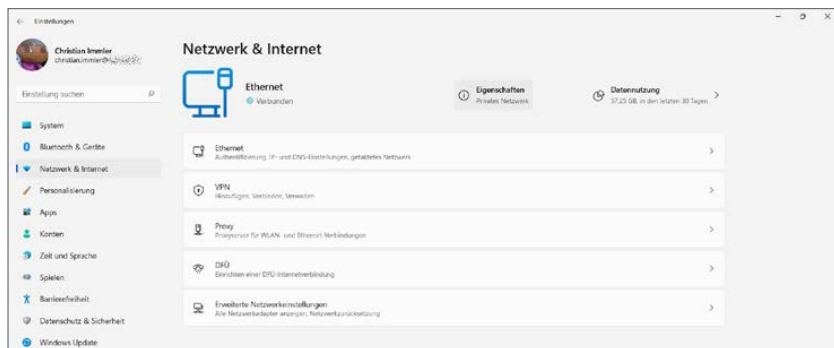 Einstellungen
Christian Immler
Einstellung suchen
System
Bluetooth & Geräte
Netzwerk & Internet
Personalisierung
Apps
Konten
Zeit und Sprache
Spielen
Barrierefreiheit
Datenschutz & Sicherheit
Windows Update
Netzwerk & Internet
Ethernet
Verbunden
Eigenschaften
Privates Netzwerk
Datennutzung
57,25 GB, in den letzten 30 Tagen
Ethernet
Authentifizierung, IP- und DNS-Einstellungen, getaktetes Netzwerk
VPN
Hinzufügen, Verbinden, Verwalten
Proxy
Proxyserver für WLAN- und Ethernet-Verbindungen
DFÜ
Einrichten einer DFÜ-Internetverbindung
Erweiterte Netzwerkeinstellungen
Alle Netzwerkadapter anzeigen, Netzwerkzurücksetzung